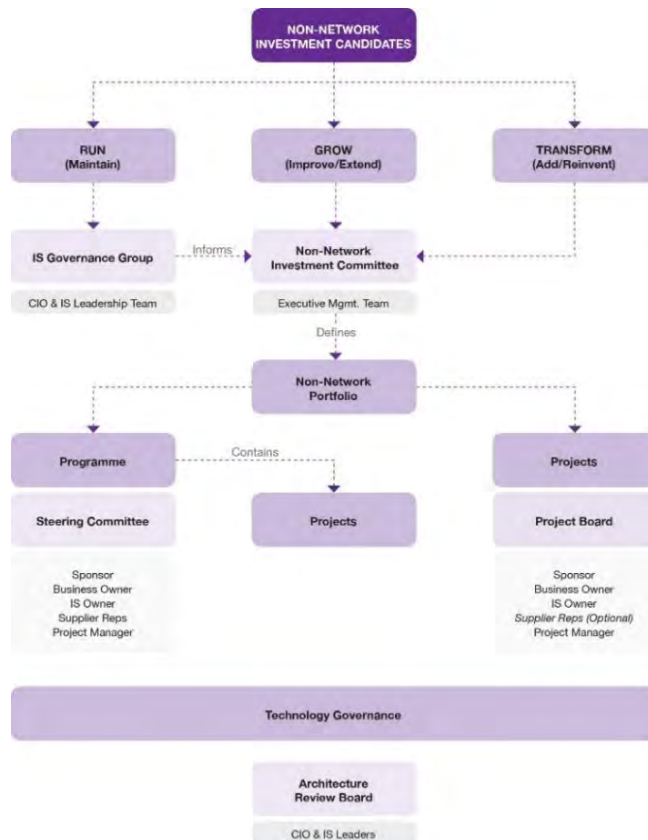 NON-NETWORK
INVESTMENT CANDIDATES
RUN
(Maintain)
GROW
(Improve/Extend)
TRANSFORM
(Add/Reinvent)
IS Governance Group
Informs
Non-Network
Investment Committee
CIO & IS Leadership Team
Executive Mgmt. Team
Defines
Non-Network
Portfolio
Programme
Contains
Projects
Projects
Steering Committee
Project Board
Sponsor
Business Owner
IS Owner
Supplier Reps
Project Manager
Sponsor
Business Owner
IS Owner
Supplier Reps (Optional)
Project Manager
Technology Governance
Architecture
Review Board
CIO & IS Leaders